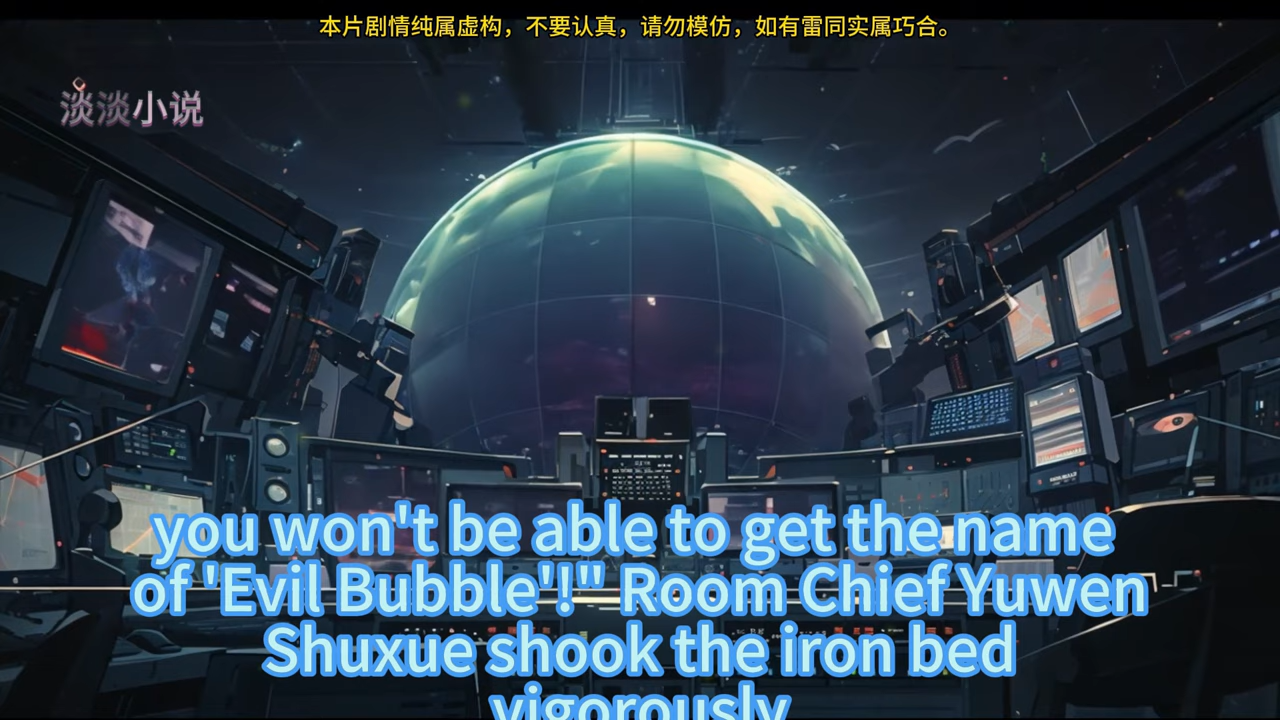 本片剧情纯属虚构，不要认真，请勿模仿，如有雷同实属巧合。
淡淡小说
you won't be able to get the name
of 'Evil Bubble'!" Room Chief Yuwen
Shuxue shook the iron bed
vigorously